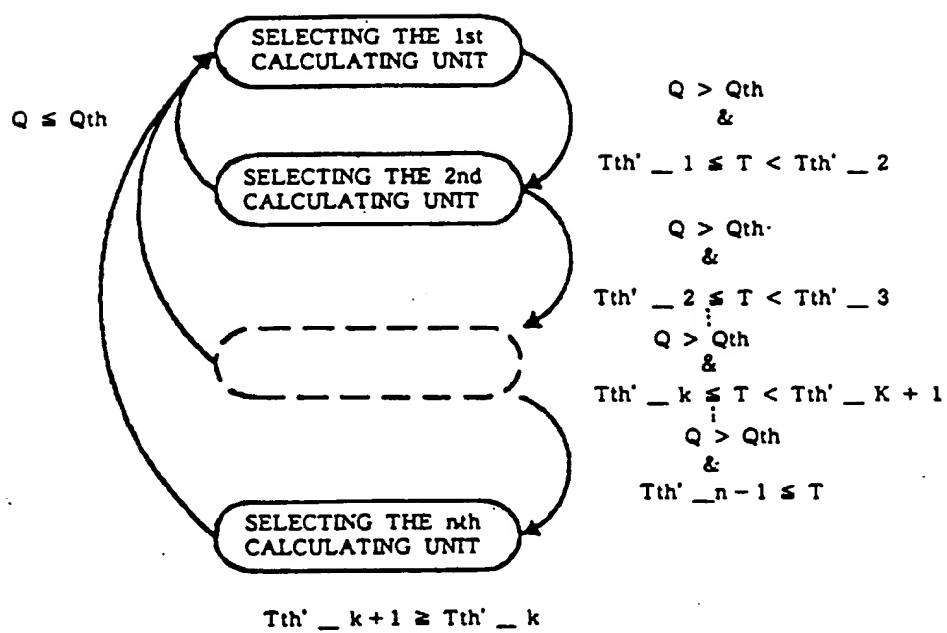 SELECTING THE 1st
CALCULATING UNIT
Q ≦ Qth
Q > Qth
&
Tth' _ 1 ≦ T < Tth' _ 2
SELECTING THE 2nd
CALCULATING UNIT
Q > Qth
&
Tth' _ 2 ≦ T < Tth' _ 3
Q > Qth
&
Tth' _ k ≦ T < Tth' _ K + 1
Q > Qth
&
Tth' _n - 1 ≦ T
SELECTING THE nth
CALCULATING UNIT
Tth' _ k + 1 ≧ Tth' _ k